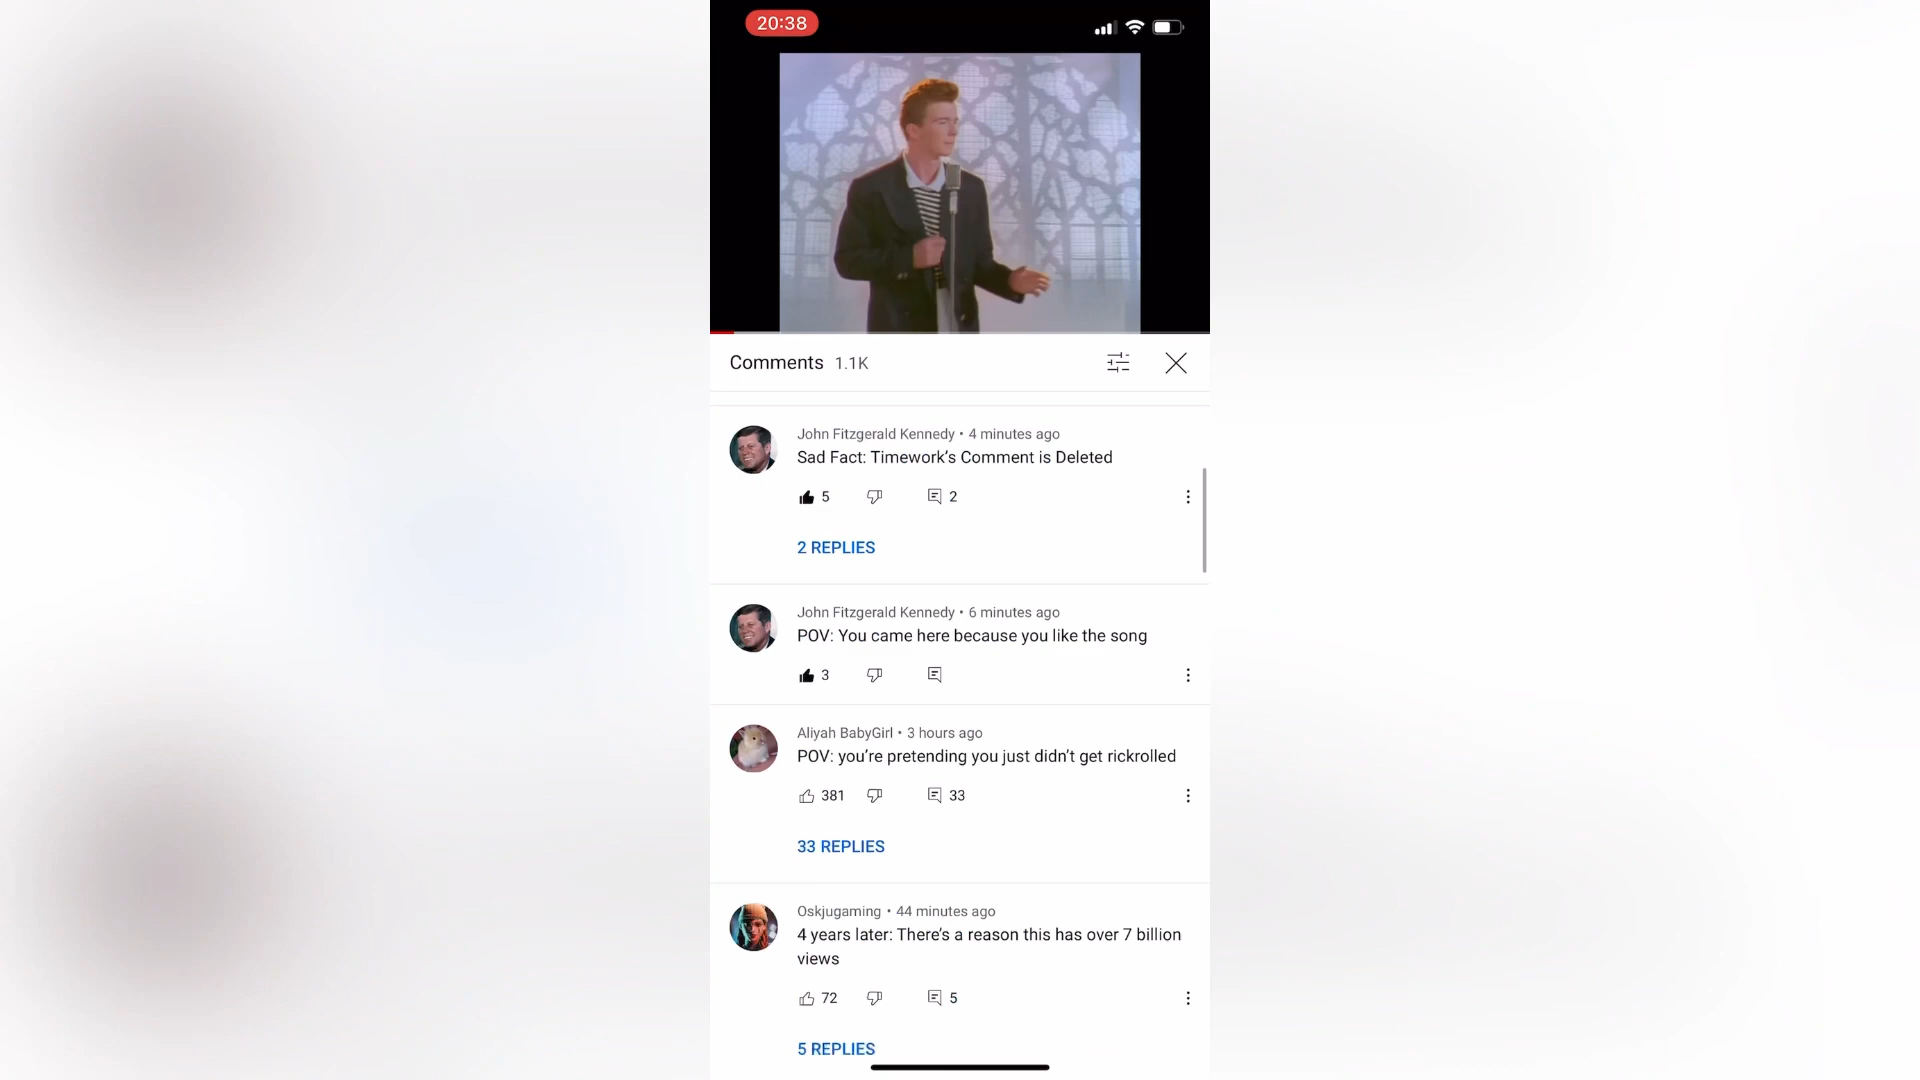 20:38
Comments 1.1K
John Fitzgerald Kennedy • 4 minutes ago
Sad Fact: Timework’s Comment is Deleted
5 2
2 REPLIES
John Fitzgerald Kennedy • 6 minutes ago
POV: You came here because you like the song
3
Aliyah BabyGirl • 3 hours ago
POV: you’re pretending you just didn’t get rickrolled
381 33
33 REPLIES
Oskjugaming • 44 minutes ago
4 years later: There’s a reason this has over 7 billion
views
72 5
5 REPLIES